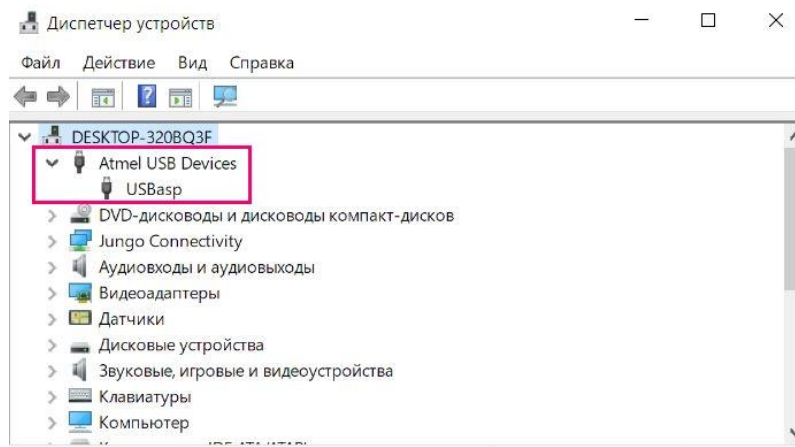 Диспетчер устройств
Файл Действие Вид Справка
DESKTOP-320BQ3F
Atmel USB Devices
USBasp
DVD-дисководы и дисководы компакт-дисков
Jungo Connectivity
Аудиовходы и аудиовыходы
Видеоадаптеры
Датчики
Дисковые устройства
Звуковые, игровые и видеоустройства
Клавиатуры
Компьютер